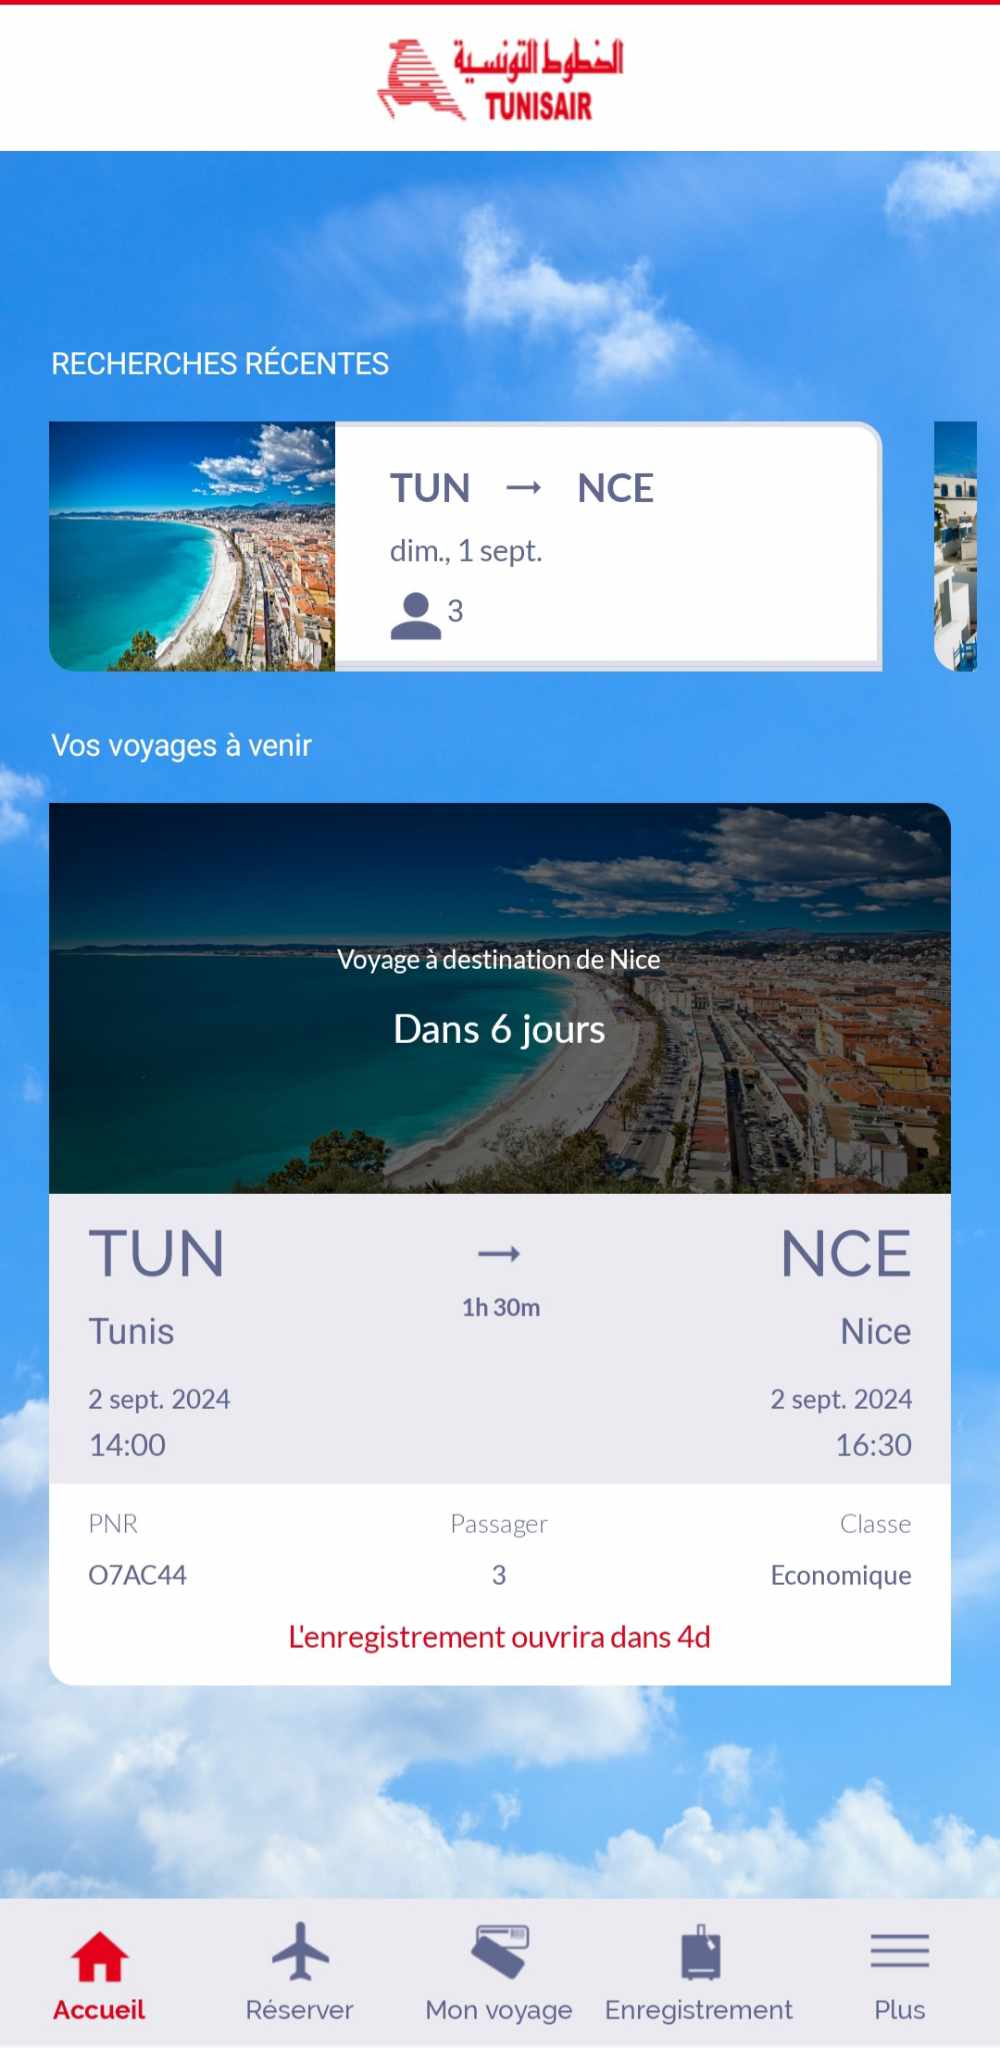 الخطوط التونسية
TUNISAIR
RECHERCHES RÉCENTES
TUN → NCE
dim., 1 sept.
3
Vos voyages à venir
Voyage à destination de Nice
Dans 6 jours
TUN → NCE
1h 30m
Tunis Nice
2 sept. 2024 2 sept. 2024
14:00 16:30
PNR Passager Classe
O7AC44 3 Economique
L'enregistrement ouvrira dans 4d
Accueil Réserver Mon voyage Enregistrement Plus